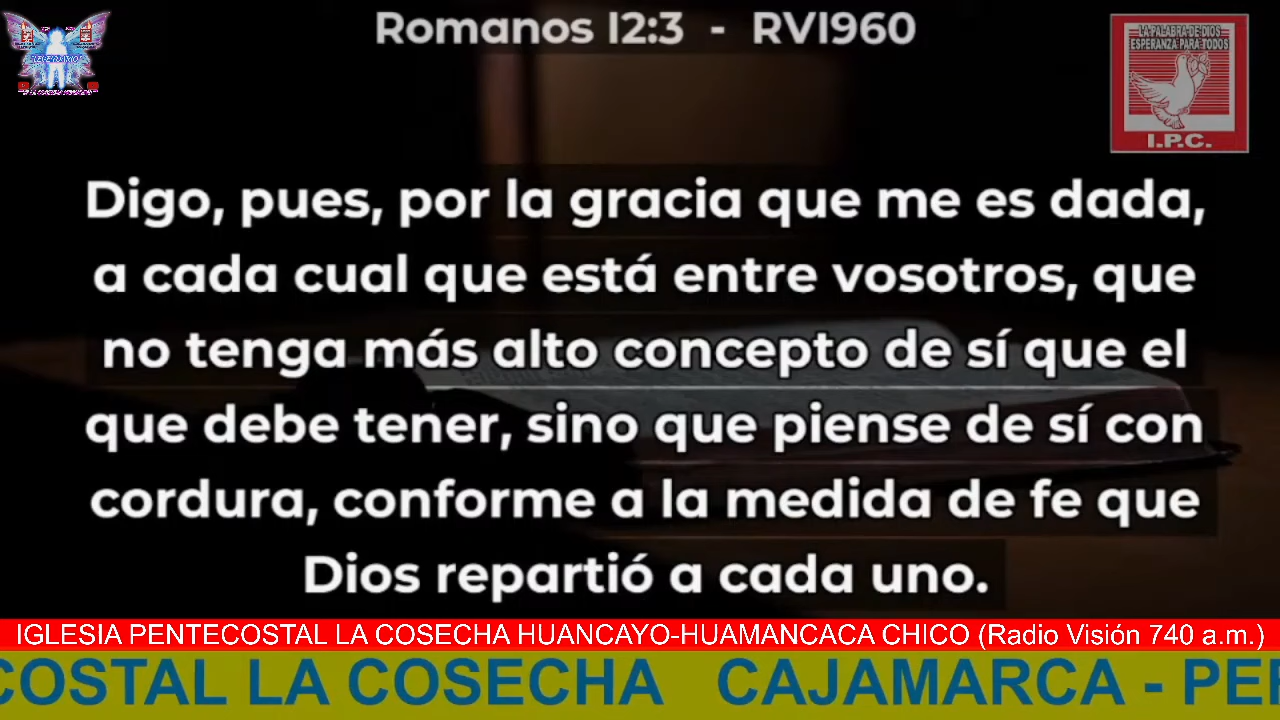 Romanos 12:3 - RV1960
LA PALABRA DE DIOS
ESPERANZA PARA TODOS
I.P.C.
Digo, pues, por la gracia que me es dada,
a cada cual que está entre vosotros, que
no tenga más alto concepto de sí que el
que debe tener, sino que piense de sí con
cordura, conforme a la medida de fe que
Dios repartió a cada uno.
IGLESIA PENTECOSTAL LA COSECHA HUANCAYO-HUAMANCACA CHICO (Radio Visión 740 a.m.)
COSTAL LA COSECHA CAJAMARCA - PE